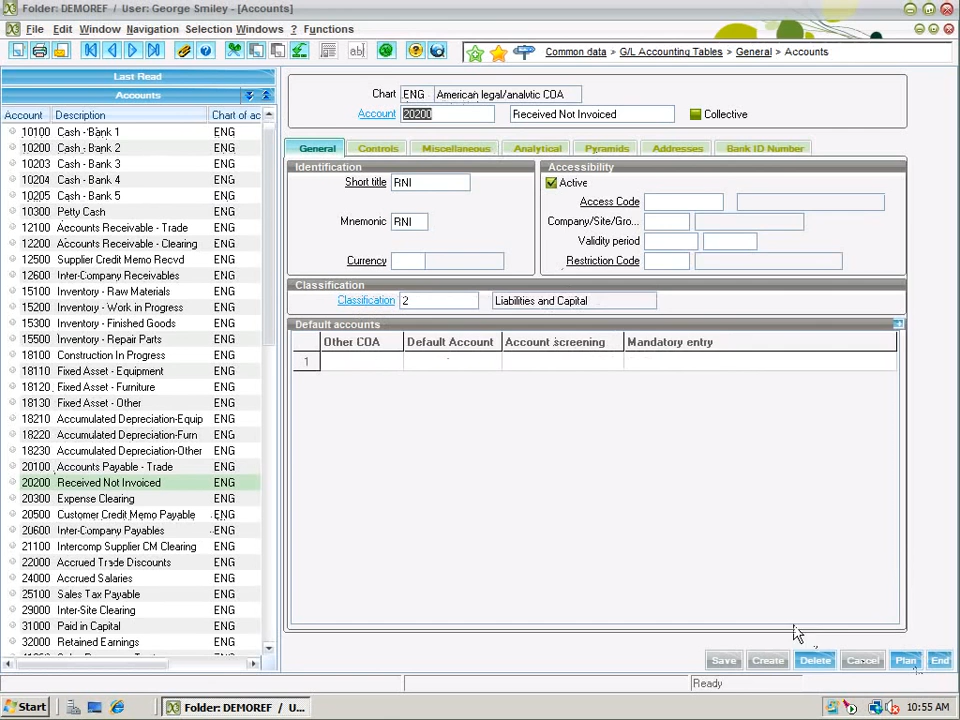 Folder: DEMOREF / User: George Smiley - [Accounts]
File Edit Window Navigation Selection Windows ? Functions
Common data > G/L Accounting Tables > General > Accounts
Last Read
Accounts
Account Description Chart of ac
10100 Cash - Bank 1 ENG
10200 Cash - Bank 2 ENG
10203 Cash - Bank 3 ENG
10204 Cash - Bank 4 ENG
10205 Cash - Bank 5 ENG
10300 Petty Cash ENG
12100 Accounts Receivable - Trade ENG
12200 Accounts Receivable - Clearing ENG
12500 Supplier Credit Memo Recvd ENG
12600 Inter-Company Receivables ENG
15100 Inventory - Raw Materials ENG
15200 Inventory - Work in Progress ENG
15300 Inventory - Finished Goods ENG
15500 Inventory - Repair Parts ENG
18100 Construction In Progress ENG
18110 Fixed Asset - Equipment ENG
18120 Fixed Asset - Furniture ENG
18130 Fixed Asset - Other ENG
18210 Accumulated Depreciation-Equip ENG
18220 Accumulated Depreciation-Furn ENG
18230 Accumulated Depreciation-Other ENG
20100 Accounts Payable - Trade ENG
20200 Received Not Invoiced ENG
20300 Expense Clearing ENG
20500 Customer Credit Memo Payable ENG
20600 Inter-Company Payables ENG
21100 Intercomp Supplier CM Clearing ENG
22000 Accrued Trade Discounts ENG
24000 Accrued Salaries ENG
25100 Sales Tax Payable ENG
29000 Inter-Site Clearing ENG
31000 Paid in Capital ENG
32000 Retained Earnings ENG
Chart ENG American legal/analytic COA
Account 20200 Received Not Invoiced Collective
General Controls Miscellaneous Analytical Pyramids Addresses Bank ID Number
Identification
Short title RNI
Mnemonic RNI
Currency
Accessibility
Active
Access Code
Company/Site/Gro...
Validity period
Restriction Code
Classification
Classification 2 Liabilities and Capital
Default accounts
Other COA Default Account Account screening Mandatory entry
1
Save Create Delete Cancel Plan End
Ready
Start Folder: DEMOREF / U... 10:55 AM